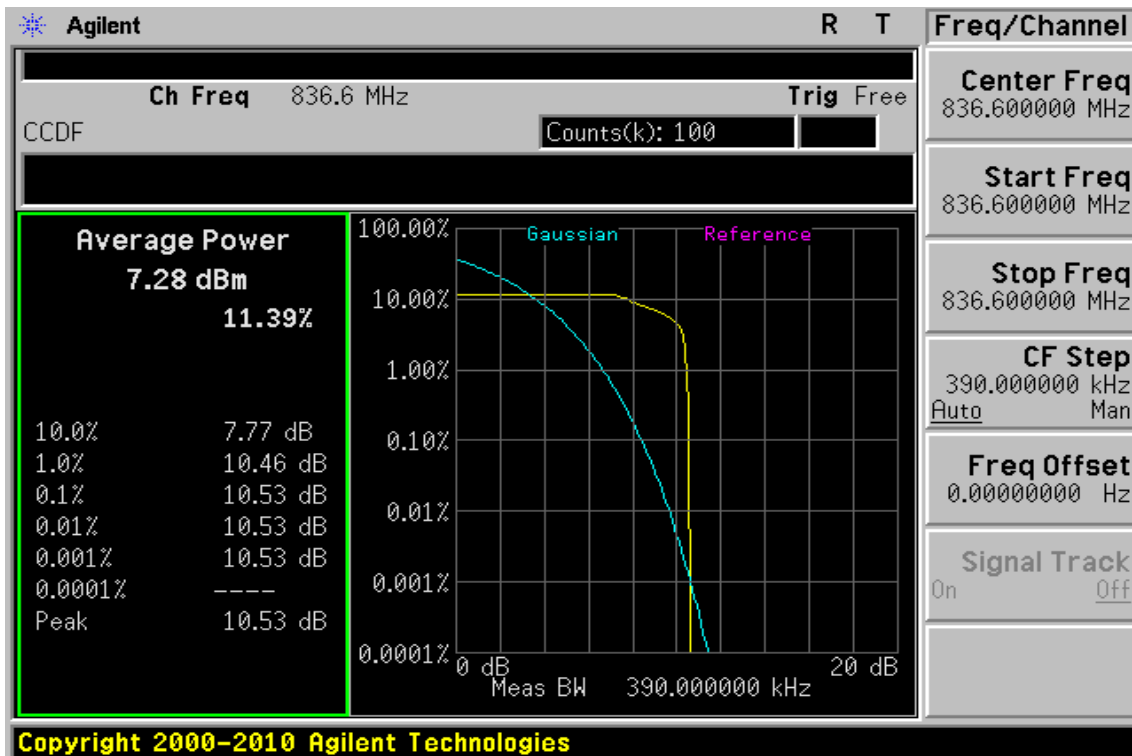 Agilent
R T
Freq/Channel
Ch Freq 836.6 MHz
Trig Free
CCDF
Counts(k): 100
Average Power
7.28 dBm
11.39%
10.0% 7.77 dB
1.0% 10.46 dB
0.1% 10.53 dB
0.01% 10.53 dB
0.001% 10.53 dB
0.0001% ----
Peak 10.53 dB
Gaussian
Reference
100.00%
10.00%
1.00%
0.10%
0.01%
0.001%
0.0001%
0 dB
20 dB
Meas BW 390.000000 kHz
Center Freq
836.600000 MHz
Start Freq
836.600000 MHz
Stop Freq
836.600000 MHz
CF Step
390.000000 kHz
Auto Man
Freq Offset
0.00000000 Hz
Signal Track
On Off
Copyright 2000-2010 Agilent Technologies